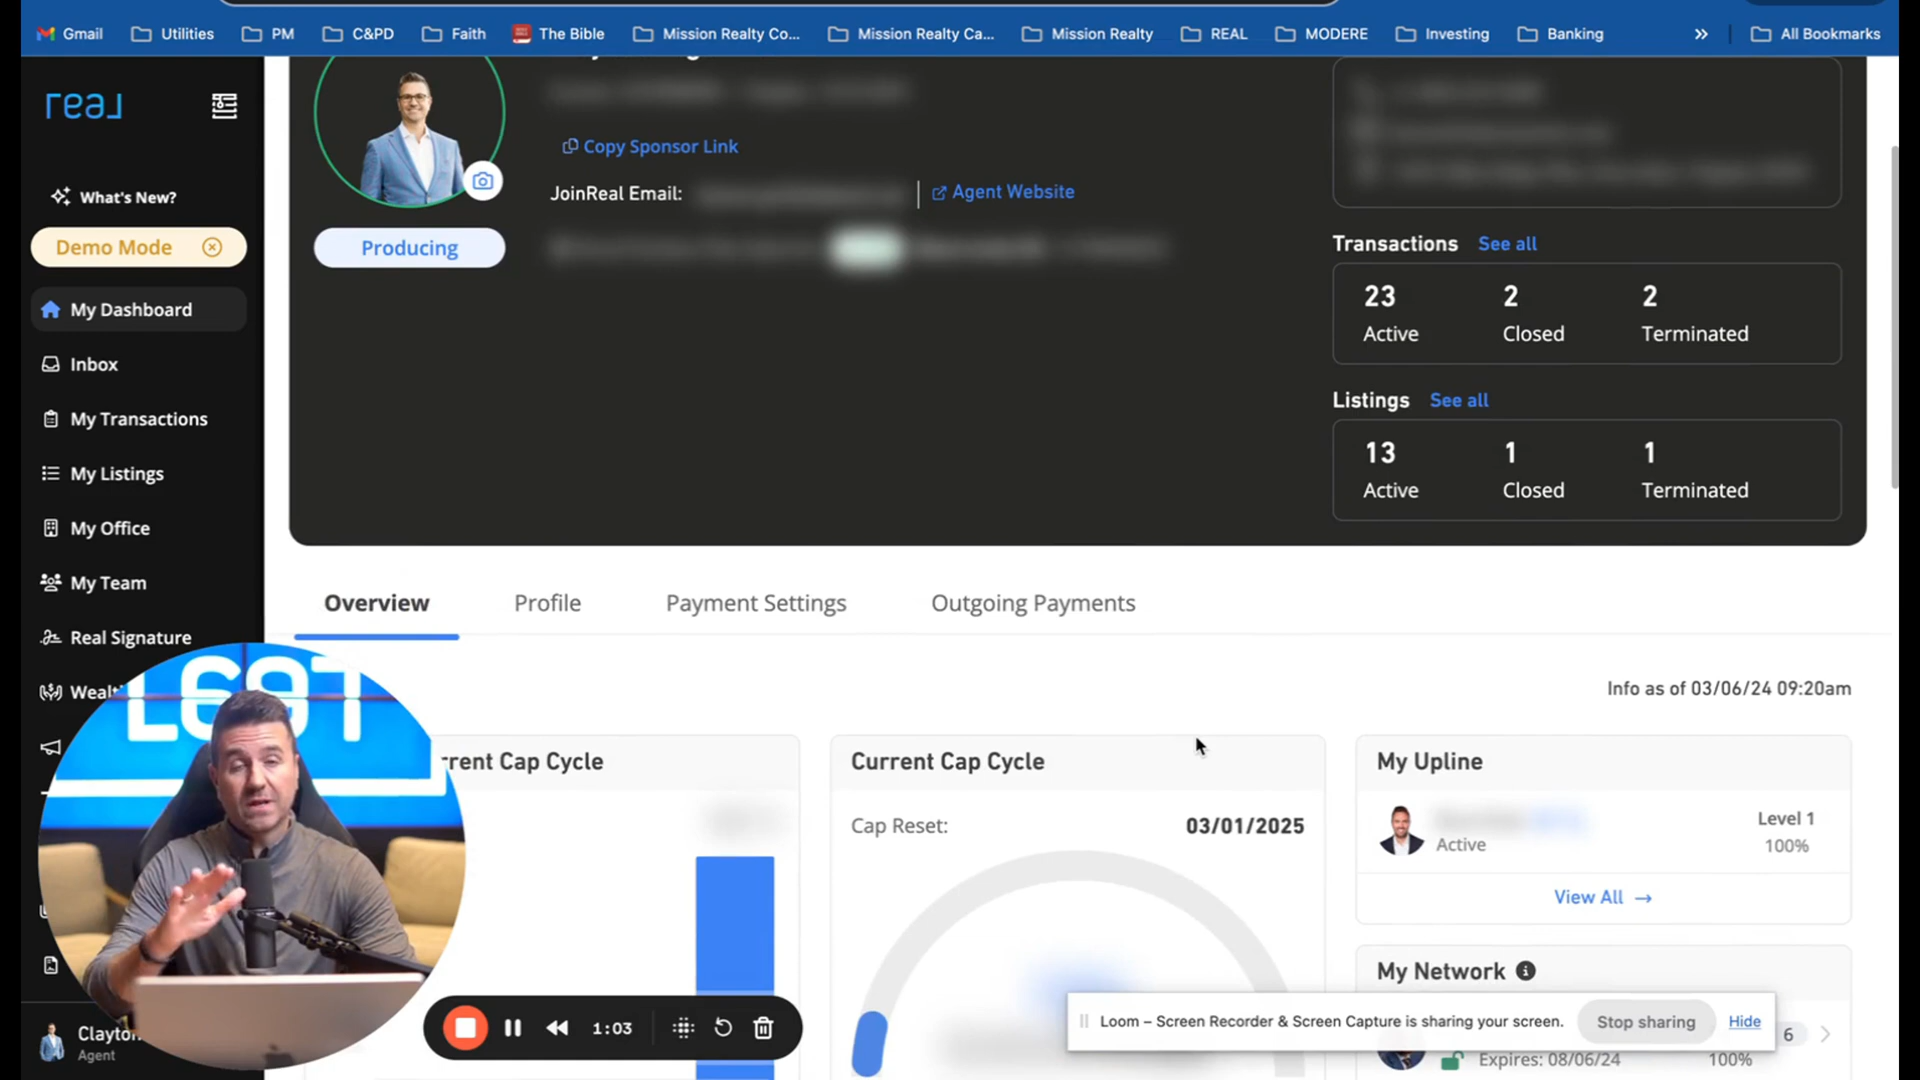 Gmail Utilities PM C&PD Faith The Bible Mission Realty Co... Mission Realty Ca... Mission Realty REAL MODERE Investing Banking » All Bookmarks
real
What's New?
Demo Mode
My Dashboard
Inbox
My Transactions
My Listings
My Office
My Team
Real Signature
Wealt
Clayton
Agent
Copy Sponsor Link
JoinReal Email: Agent Website
Producing
Transactions See all
23 2 2
Active Closed Terminated
Listings See all
13 1 1
Active Closed Terminated
Overview Profile Payment Settings Outgoing Payments
Info as of 03/06/24 09:20am
rrent Cap Cycle
Current Cap Cycle
Cap Reset: 03/01/2025
My Upline
Level 1
Active 100%
View All →
My Network
6
Expires: 08/06/24 100%
1:03
Loom – Screen Recorder & Screen Capture is sharing your screen. Stop sharing Hide